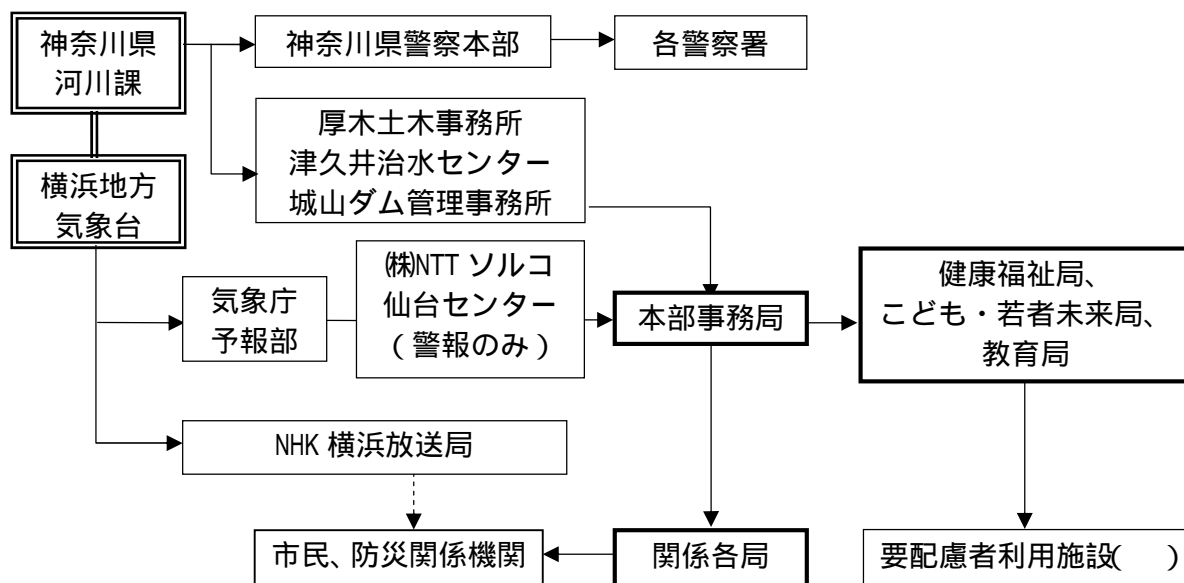 神奈川県
河川課
神奈川県警察本部
各警察署
厚木土木事務所
津久井治水センター
城山ダム管理事務所
横浜地方
気象台
気象庁
予報部
㈱NTT ソルコ
仙台センター
(警報のみ)
本部事務局
健康福祉局、
こども・若者未来局、
教育局
NHK 横浜放送局
市民、防災関係機関
関係各局
要配慮者利用施設(　)